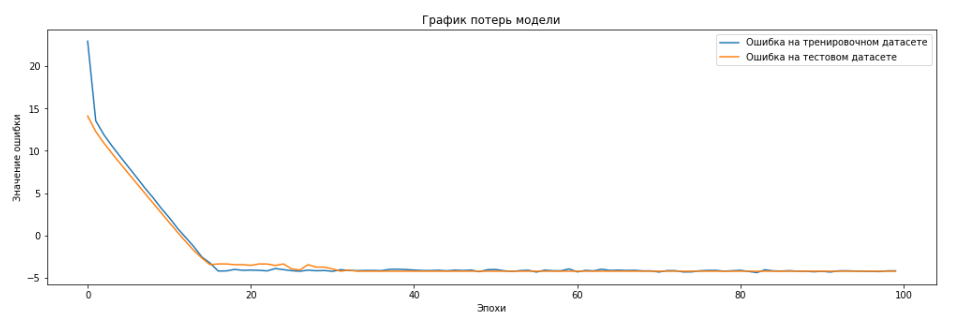 График потерь модели
Ошибка на тренировочном датасете
Ошибка на тестовом датасете
Значение ошибки
20
15
10
5
0
−5
0
20
40
60
80
100
Эпохи